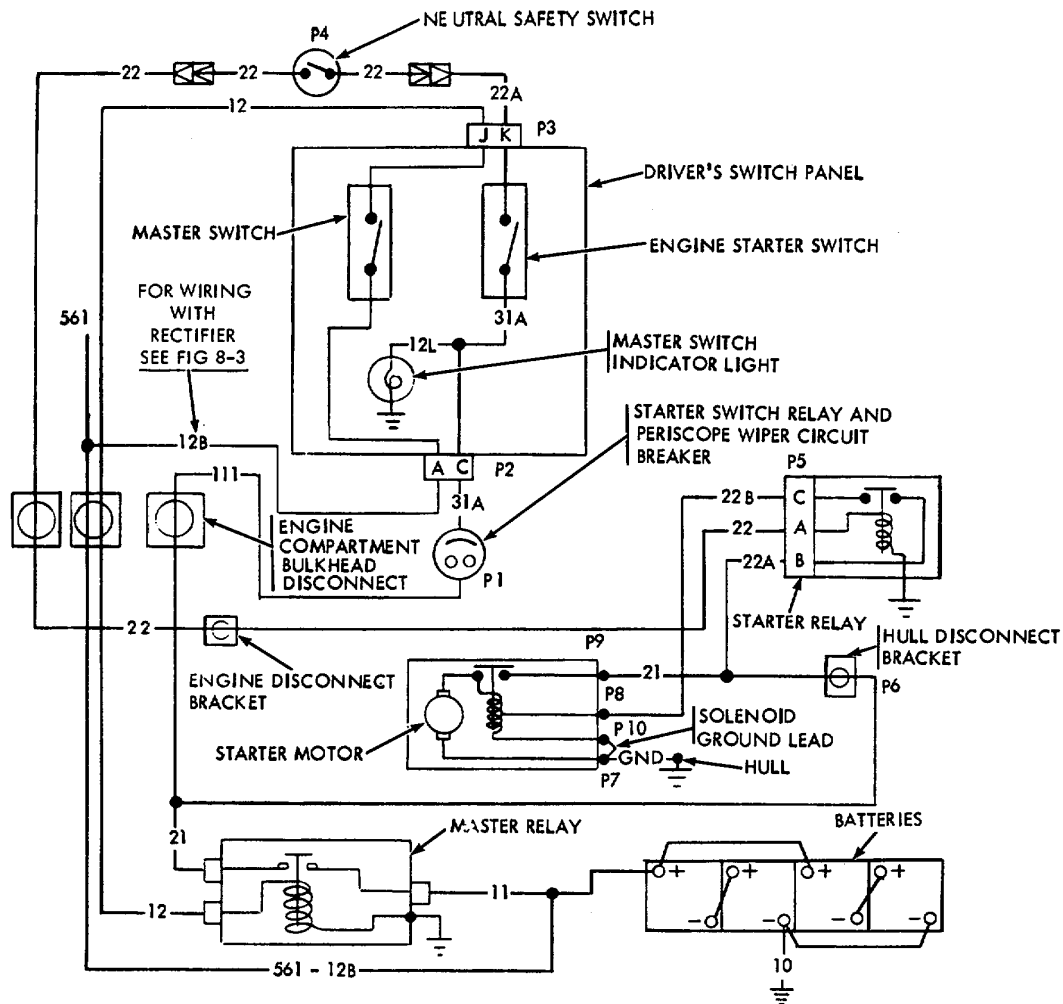 NEUTRAL SAFETY SWITCH
P4
22
22
22
22A
12
J K
P3
DRIVER'S SWITCH PANEL
MASTER SWITCH
ENGINE STARTER SWITCH
FOR WIRING
WITH
RECTIFIER
SEE FIG 8-3
561
31A
12L
MASTER SWITCH
INDICATOR LIGHT
STARTER SWITCH RELAY AND
PERISCOPE WIPER CIRCUIT
BREAKER
12B
A C
P2
P5
111
31A
22B
C
22
A
22A
B
ENGINE
COMPARTMENT
BULKHEAD
DISCONNECT
P1
STARTER RELAY
22
P9
HULL DISCONNECT
BRACKET
ENGINE DISCONNECT
BRACKET
21
P6
P8
P10
SOLENOID
GROUND LEAD
STARTER MOTOR
GND
HULL
P7
21
MASTER RELAY
BATTERIES
+
+
+
+
11
12
-
-
-
-
10
561 - 12B